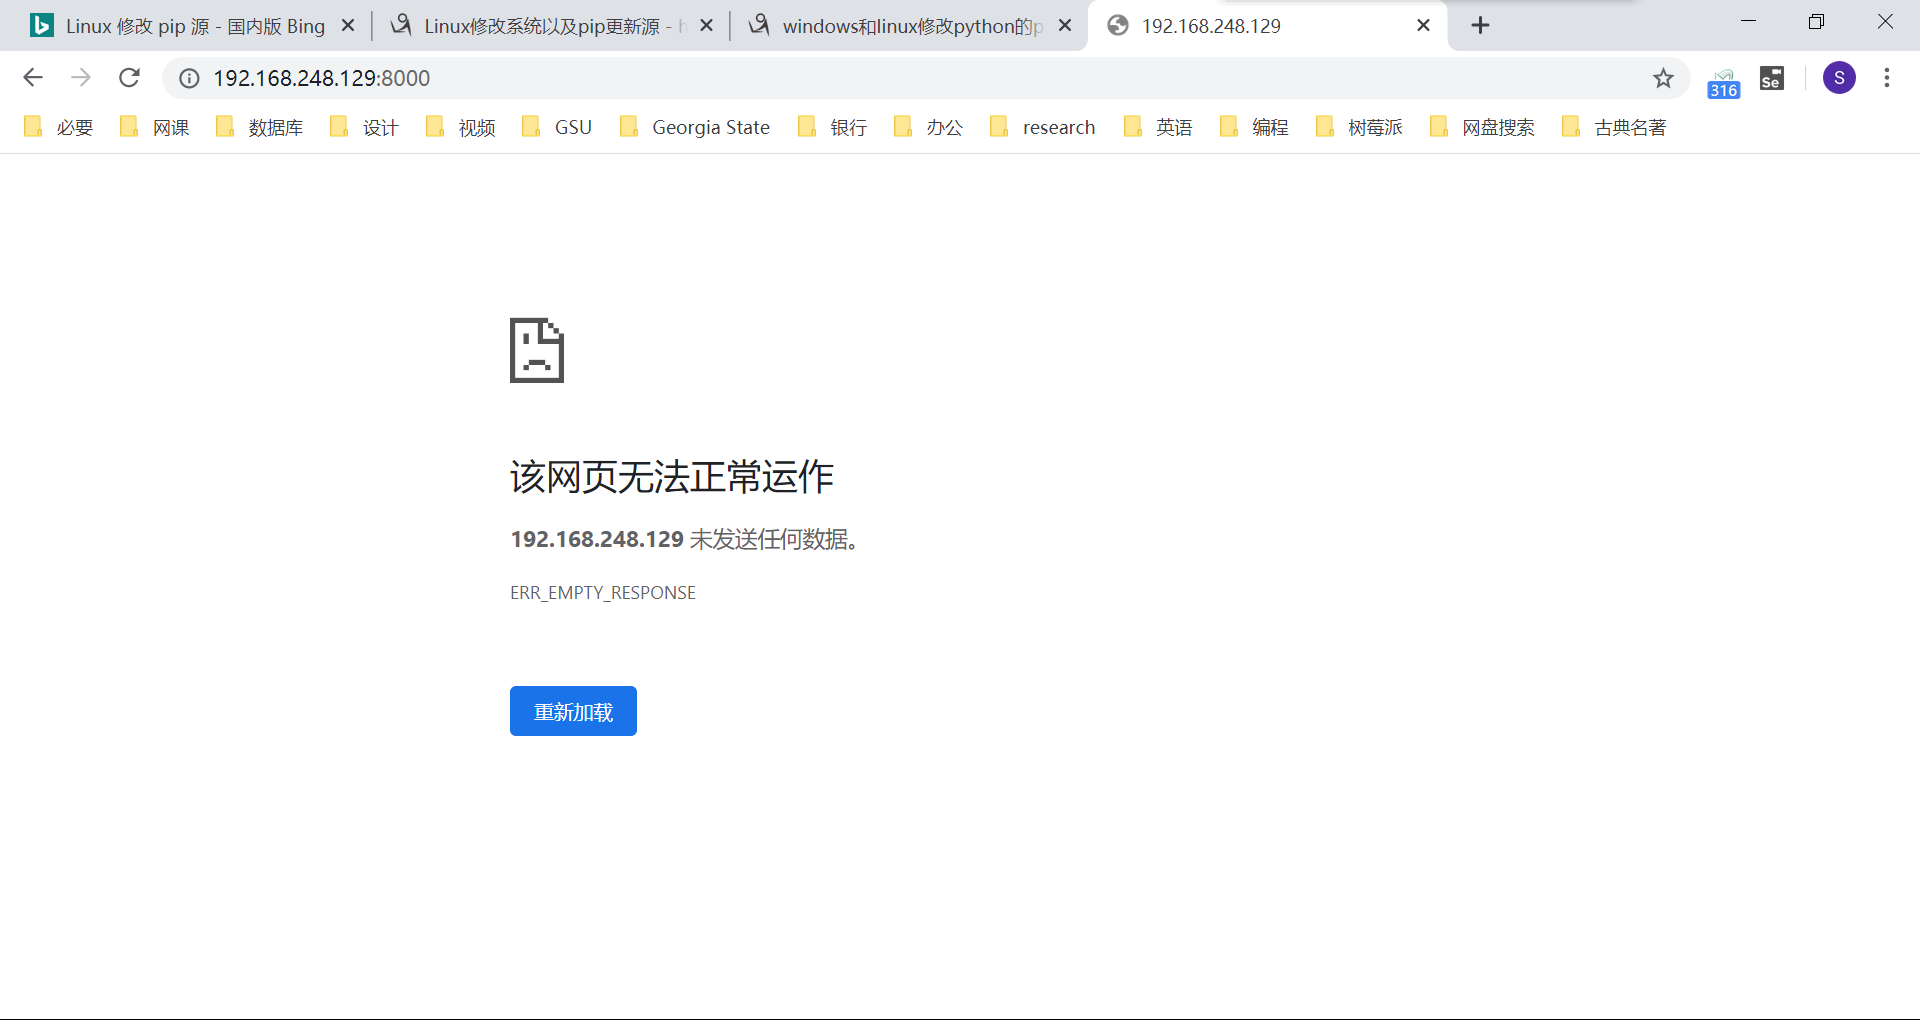 Linux 修改 pip 源 - 国内版 Bing
Linux修改系统以及pip更新源 - h
windows和linux修改python的p
192.168.248.129
192.168.248.129:8000
316
Se
S
必要 网课 数据库 设计 视频 GSU Georgia State 银行 办公 research 英语 编程 树莓派 网盘搜索 古典名著
该网页无法正常运作
192.168.248.129 未发送任何数据。
ERR_EMPTY_RESPONSE
重新加载